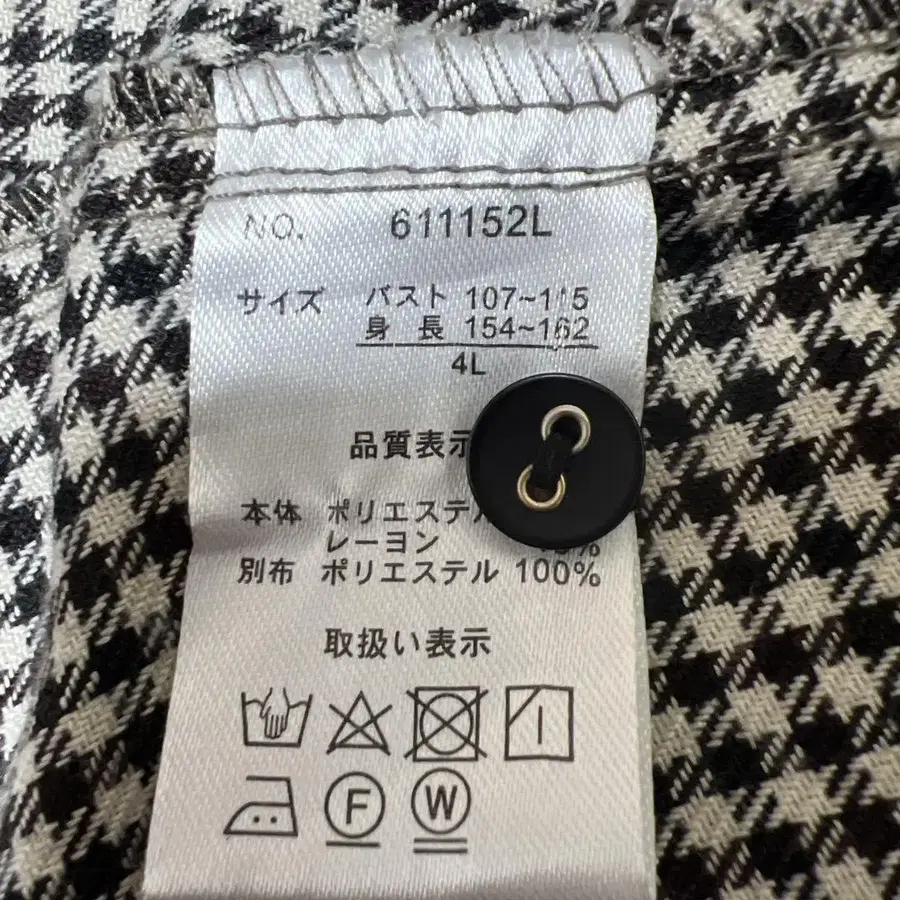 NO. 611152L
サイズ バスト 107~115
身長 154~162
4L
品質表示
本体 ポリエステル
レーヨン
別布 ポリエステル 100%
取扱い表示
F W